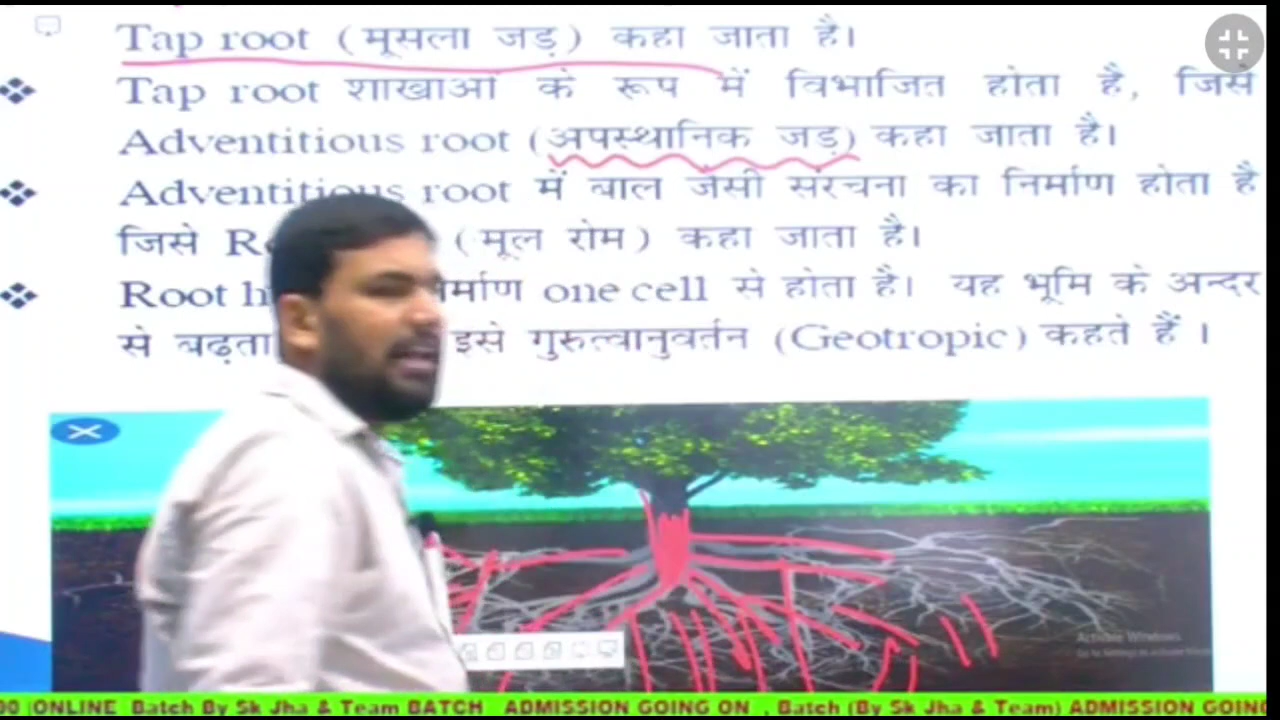 Tap root (मूसला जड़) कहा जाता है।
Tap root शाखाओं के रूप में विभाजित होता है, जिसे
Adventitious root (अपस्थानिक जड़) कहा जाता है।
Adventitious root में बाल जैसी संरचना का निर्माण होता है
जिसे (मूल रोम) कहा जाता है।
Root one cell से होता है। यह भूमि के अन्दर
से इसे गुरुत्वानुवर्तन (Geotropic) कहते हैं ।
Activate Windows
ONLINE Batch By Sk Jha & Team BATCH ADMISSION GOING ON , Batch (By Sk Jha & Team) ADMISSION